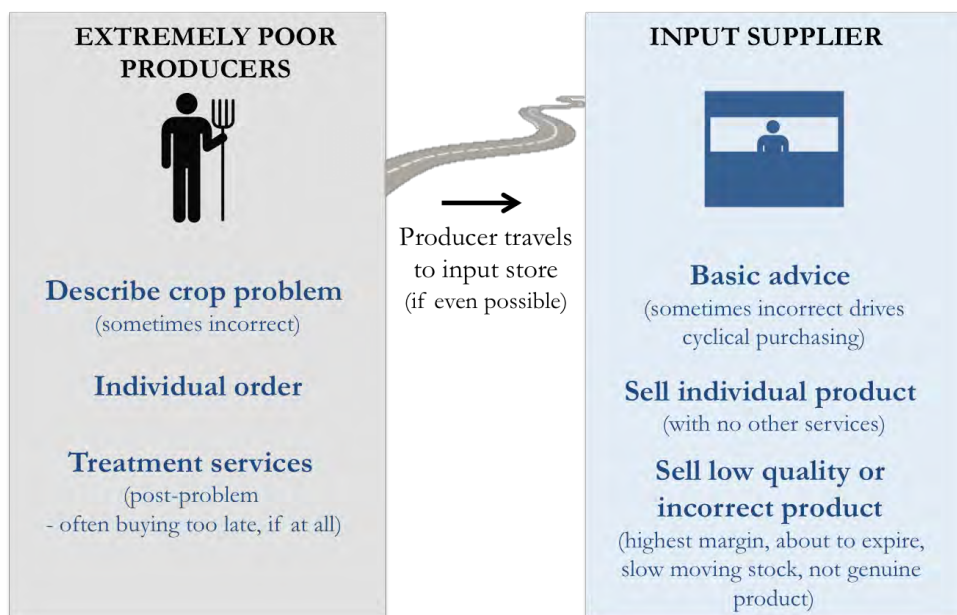 EXTREMELY POOR
PRODUCERS
Describe crop problem
(sometimes incorrect)
Individual order
Treatment services
(post-problem
- often buying too late, if at all)
Producer travels
to input store
(if even possible)
INPUT SUPPLIER
Basic advice
(sometimes incorrect drives
cyclical purchasing)
Sell individual product
(with no other services)
Sell low quality or
incorrect product
(highest margin, about to expire,
slow moving stock, not genuine
product)